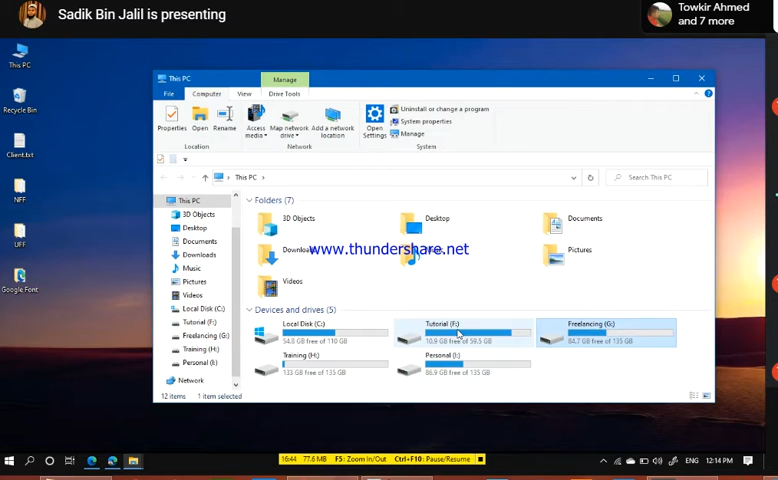 Sadik Bin Jalil is presenting
Towkir Ahmed
and 7 more
This PC
Recycle Bin
Client.txt
NFF
UFF
Google Font
This PC
Manage
File
Computer
View
Drive Tools
Properties
Open
Rename
Access media
Map network drive
Add a network location
Open Settings
Uninstall or change a program
System properties
Manage
Location
Network
System
This PC
Search This PC
This PC
3D Objects
Desktop
Documents
Downloads
Music
Pictures
Videos
Local Disk (C:)
Tutorial (F:)
Freelancing (G:)
Training (H:)
Personal (I:)
Network
Folders (7)
3D Objects
Desktop
Documents
www.thundershare.net
Pictures
Videos
Devices and drives (5)
Local Disk (C:)
54.8 GB free of 110 GB
Tutorial (F:)
10.9 GB free of 59.5 GB
Freelancing (G:)
84.7 GB free of 135 GB
Training (H:)
133 GB free of 135 GB
Personal (I:)
86.9 GB free of 135 GB
12 items
1 item selected
16:44 77.6 MB F5: Zoom In/Out Ctrl+F10: Pause/Resume
ENG
12:14 PM